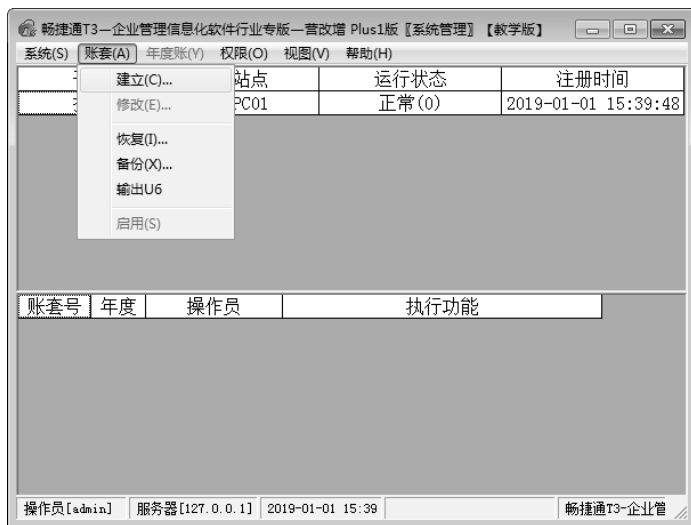 畅捷通T3—企业管理信息化软件行业专版—营改增 Plus1版〖系统管理〗【教学版】
系统(S) 账套(A) 年度账(Y) 权限(O) 视图(V) 帮助(H)
站点 运行状态 注册时间
PC01 正常(0) 2019-01-01 15:39:48
建立(C)...
修改(E)...
恢复(I)...
备份(X)...
输出U6
启用(S)
账套号 年度 操作员 执行功能
操作员[admin] 服务器[127.0.0.1] 2019-01-01 15:39 畅捷通T3-企业管